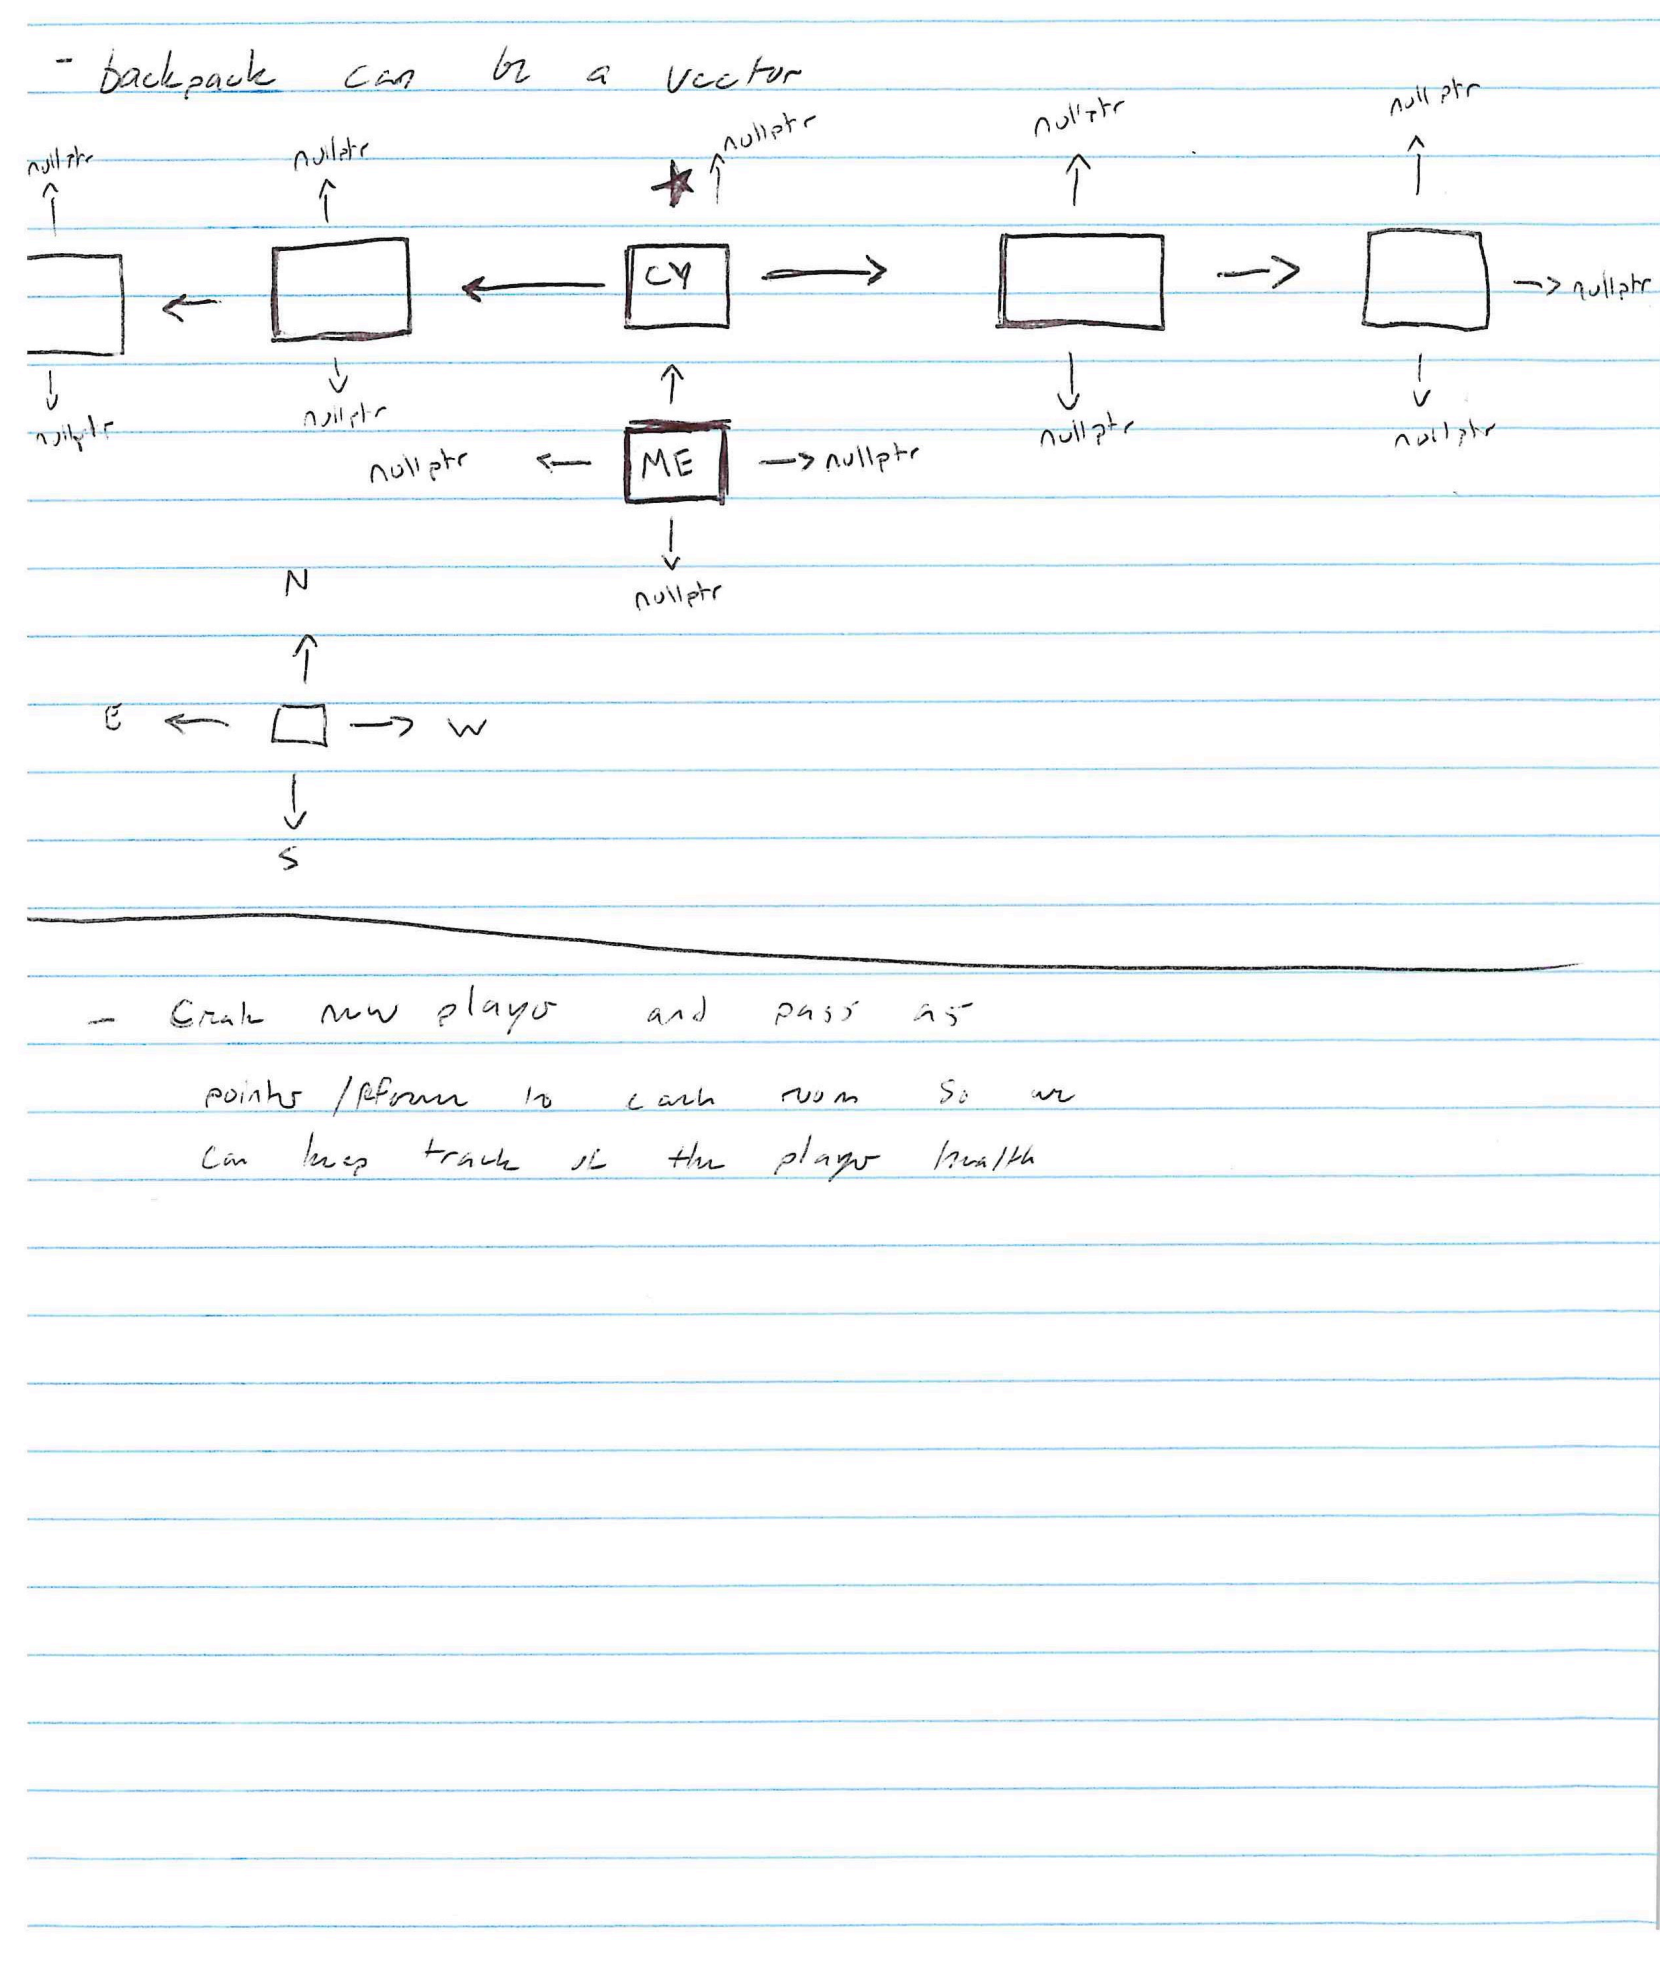 - backpack can be a vector
nullptr nullptr nullptr nullptr nullptr
CY
nullptr
nullptr nullptr nullptr nullptr
nullptr ME nullptr
nullptr
N
E W
S
- Create new player and pass as
pointer / Reference to each room so we
can keep track of the player health